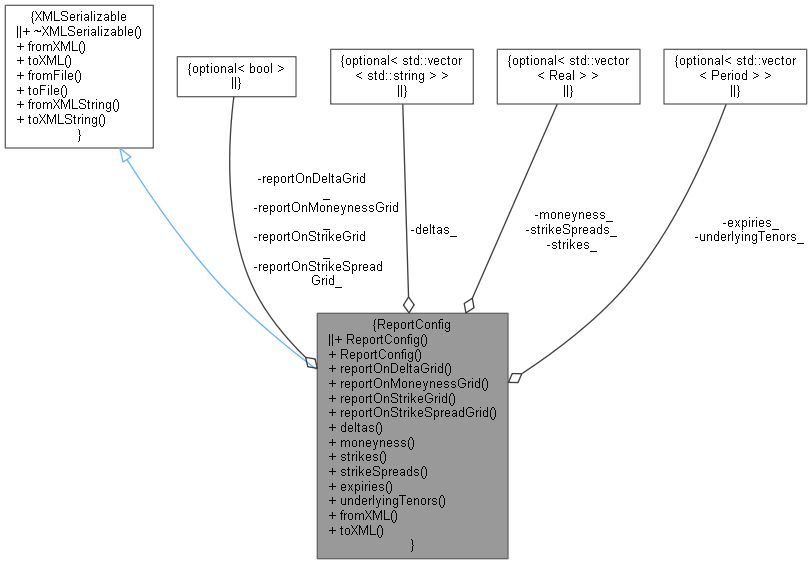 {XMLSerializable
||+ ~XMLSerializable()
+ fromXML()
+ toXML()
+ fromFile()
+ toFile()
+ fromXMLString()
+ toXMLString()
}
{optional< bool >
||}
{optional< std::vector
< std::string > >
||}
{optional< std::vector
< Real > >
||}
{optional< std::vector
< Period > >
||}
-reportOnDeltaGrid
_
-reportOnMoneynessGrid
_
-reportOnStrikeGrid
_
-reportOnStrikeSpread
Grid_
-deltas_
-moneyness_
-strikeSpreads_
-strikes_
-expiries_
-underlyingTenors_
{ReportConfig
||+ ReportConfig()
+ ReportConfig()
+ reportOnDeltaGrid()
+ reportOnMoneynessGrid()
+ reportOnStrikeGrid()
+ reportOnStrikeSpreadGrid()
+ deltas()
+ moneyness()
+ strikes()
+ strikeSpreads()
+ expiries()
+ underlyingTenors()
+ fromXML()
+ toXML()
}